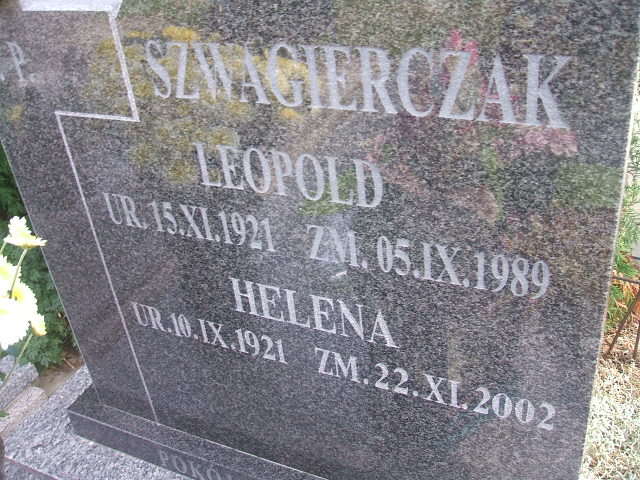 . P.
SZWAGIERCZAK
LEOPOLD
UR. 15.XI.1921 ZM. 05.IX.1989
HELENA
UR. 10.IX.1921 ZM. 22.XI.2002